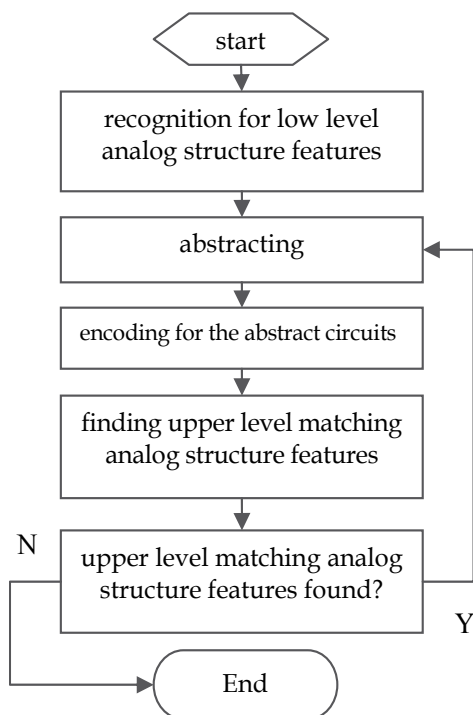 start
recognition for low level
analog structure features
abstracting
encoding for the abstract circuits
finding upper level matching
analog structure features
N
upper level matching analog
structure features found?
Y
End